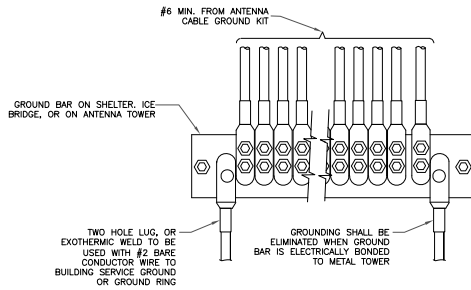 #6 MIN. FROM ANTENNA
CABLE GROUND KIT
GROUND BAR ON SHELTER. ICE
BRIDGE, OR ON ANTENNA TOWER
TWO HOLE LUG, OR
EXOTHERMIC WELD TO BE
USED WITH #2 BARE
CONDUCTOR WIRE TO
BUILDING SERVICE GROUND
OR GROUND RING
GROUNDING SHALL BE
ELIMINATED WHEN GROUND
BAR IS ELECTRICALLY BONDED
TO METAL TOWER